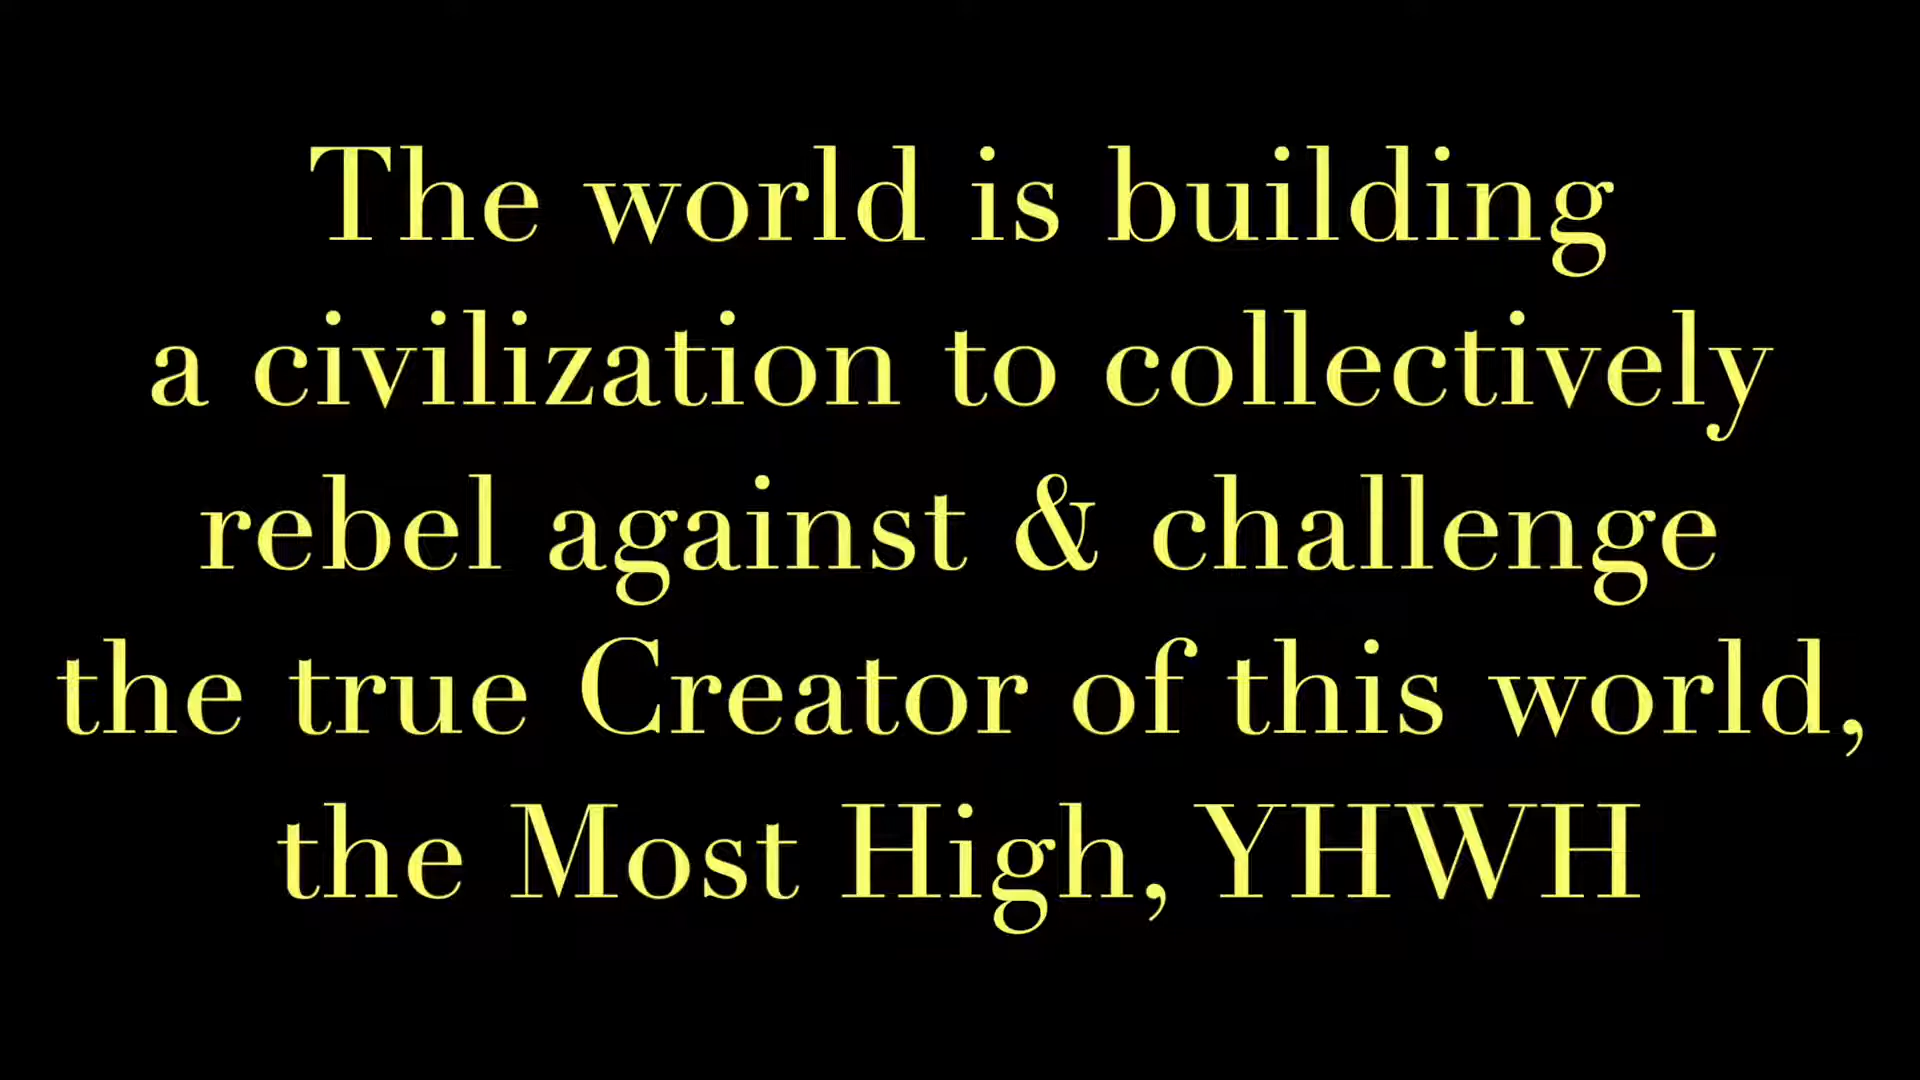 The world is building
a civilization to collectively
rebel against & challenge
the true Creator of this world,
the Most High, YHWH